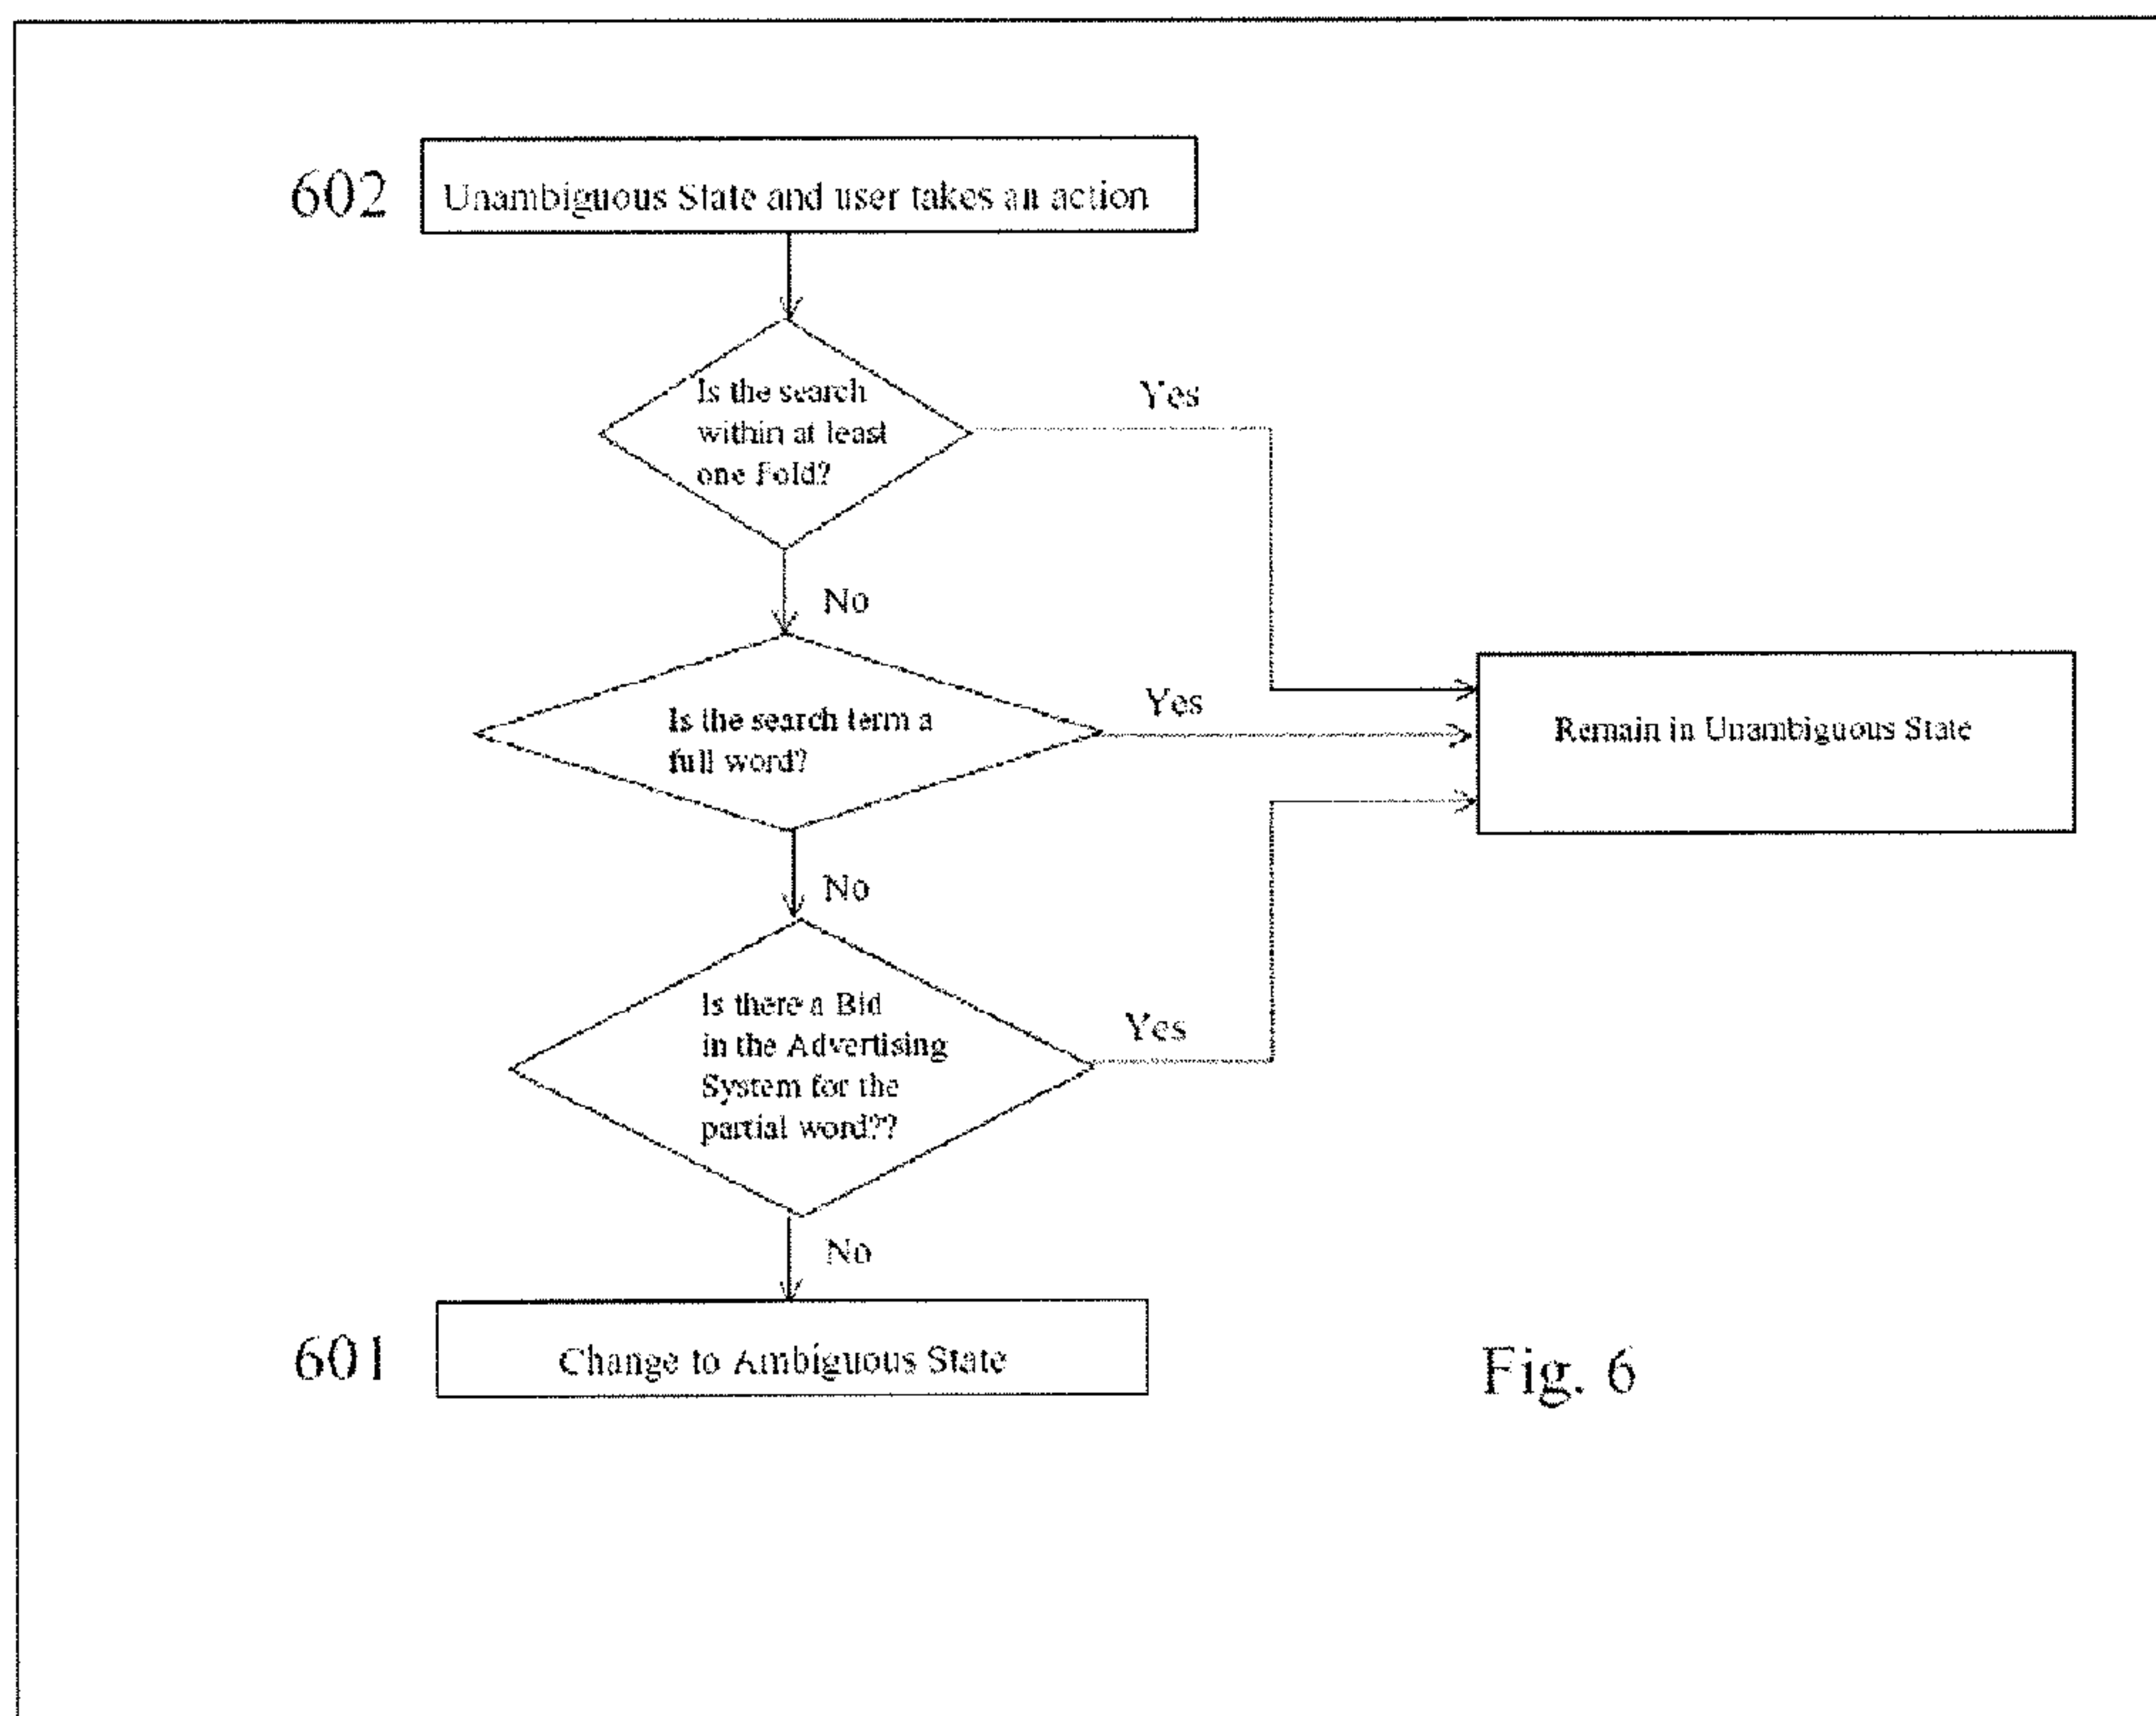 602
Unambiguous State and user takes an action
Is the search
within at least
one Fold?
Yes
No
Is the search term a
full word?
Yes
Remain in Unambiguous State
No
Is there a Bid
in the Advertising
System for the
partial word??
Yes
No
601
Change to Ambiguous State
Fig. 6